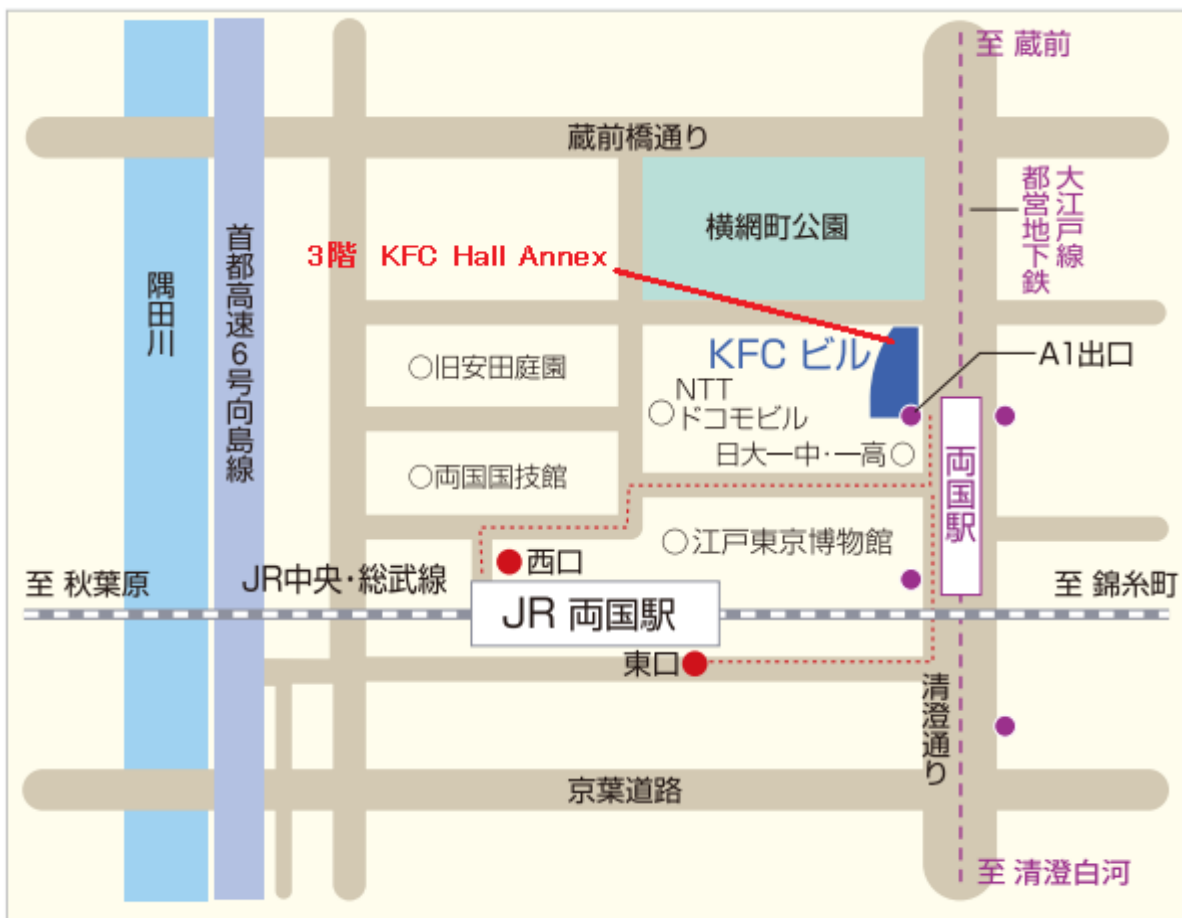 至 蔵前
蔵前橋通り
大江戸線
都営地下鉄
横網町公園
首都高速6号向島線
3階 KFC Hall Annex
隅田川
KFC ビル
A1出口
○旧安田庭園
NTT
○ドコモビル
日大一中・一高○
○両国国技館
両国駅
○江戸東京博物館
西口
至 秋葉原
JR中央・総武線
至 錦糸町
JR 両国駅
東口
清澄通り
京葉道路
至 清澄白河